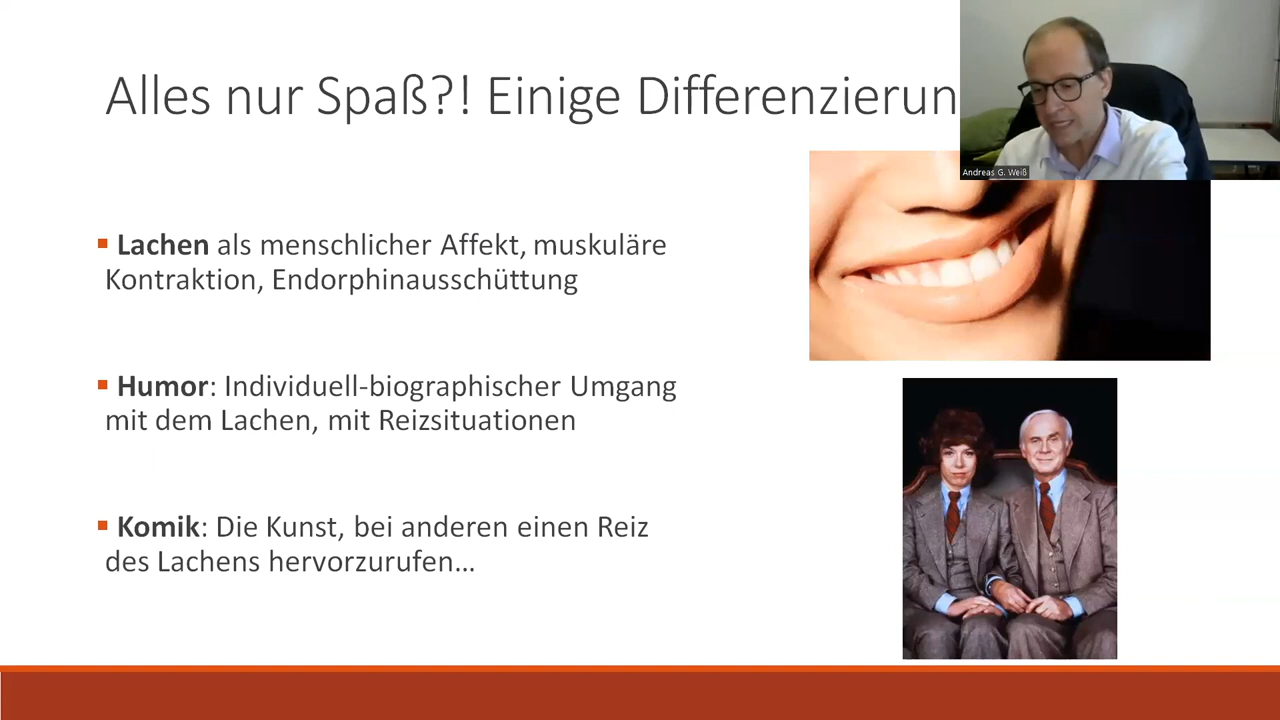 Alles nur Spaß?! Einige Differenzierun
Andreas G. Weiß
▪ Lachen als menschlicher Affekt, muskuläre
Kontraktion, Endorphinausschüttung
▪ Humor: Individuell-biographischer Umgang
mit dem Lachen, mit Reizsituationen
▪ Komik: Die Kunst, bei anderen einen Reiz
des Lachens hervorzurufen…